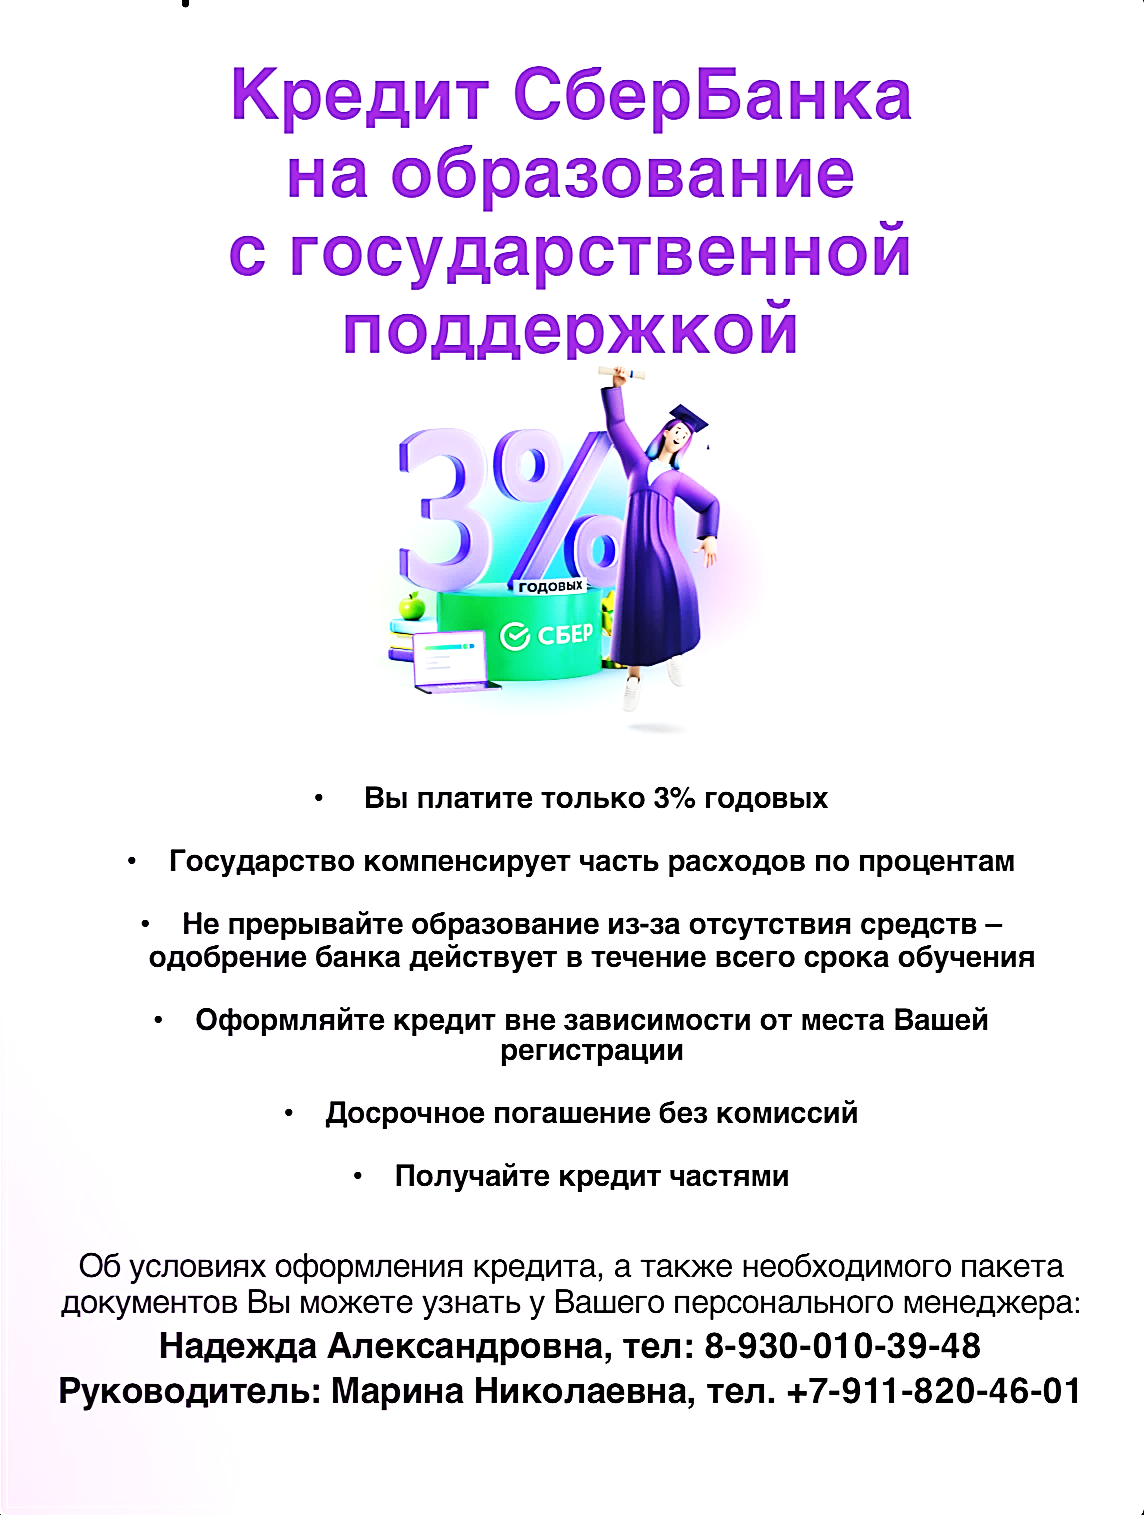 Кредит СберБанка
на образование
с государственной
поддержкой
3%
годовых
СБЕР
• Вы платите только 3% годовых
• Государство компенсирует часть расходов по процентам
• Не прерывайте образование из-за отсутствия средств –
одобрение банка действует в течение всего срока обучения
• Оформляйте кредит вне зависимости от места Вашей
регистрации
• Досрочное погашение без комиссий
• Получайте кредит частями
Об условиях оформления кредита, а также необходимого пакета
документов Вы можете узнать у Вашего персонального менеджера:
Надежда Александровна, тел: 8-930-010-39-48
Руководитель: Марина Николаевна, тел. +7-911-820-46-01